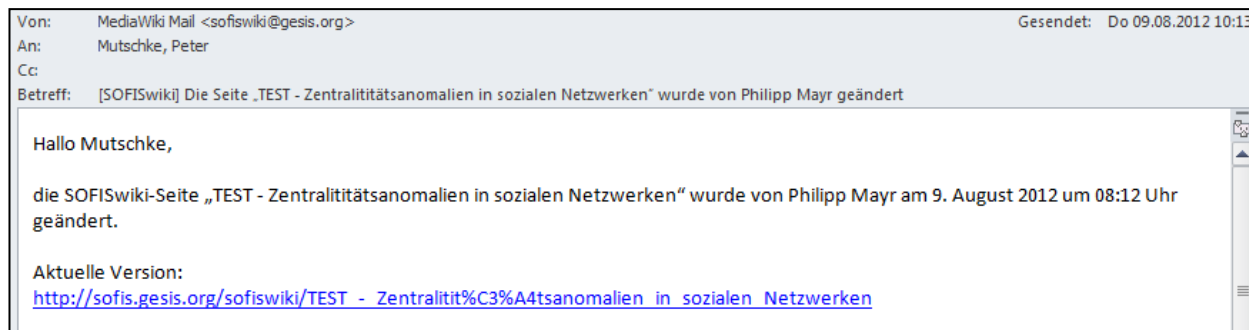 Von: MediaWiki Mail <sofiswiki@gesis.org> Gesendet: Do 09.08.2012 10:13
An: Mutschke, Peter
Cc:
Betreff: [SOFISwiki] Die Seite „TEST - Zentralititätsanomalien in sozialen Netzwerken“ wurde von Philipp Mayr geändert
Hallo Mutschke,
die SOFISwiki-Seite „TEST - Zentralititätsanomalien in sozialen Netzwerken“ wurde von Philipp Mayr am 9. August 2012 um 08:12 Uhr
geändert.
Aktuelle Version:
http://sofis.gesis.org/sofiswiki/TEST_-_Zentralitit%C3%A4tsanomalien_in_sozialen_Netzwerken